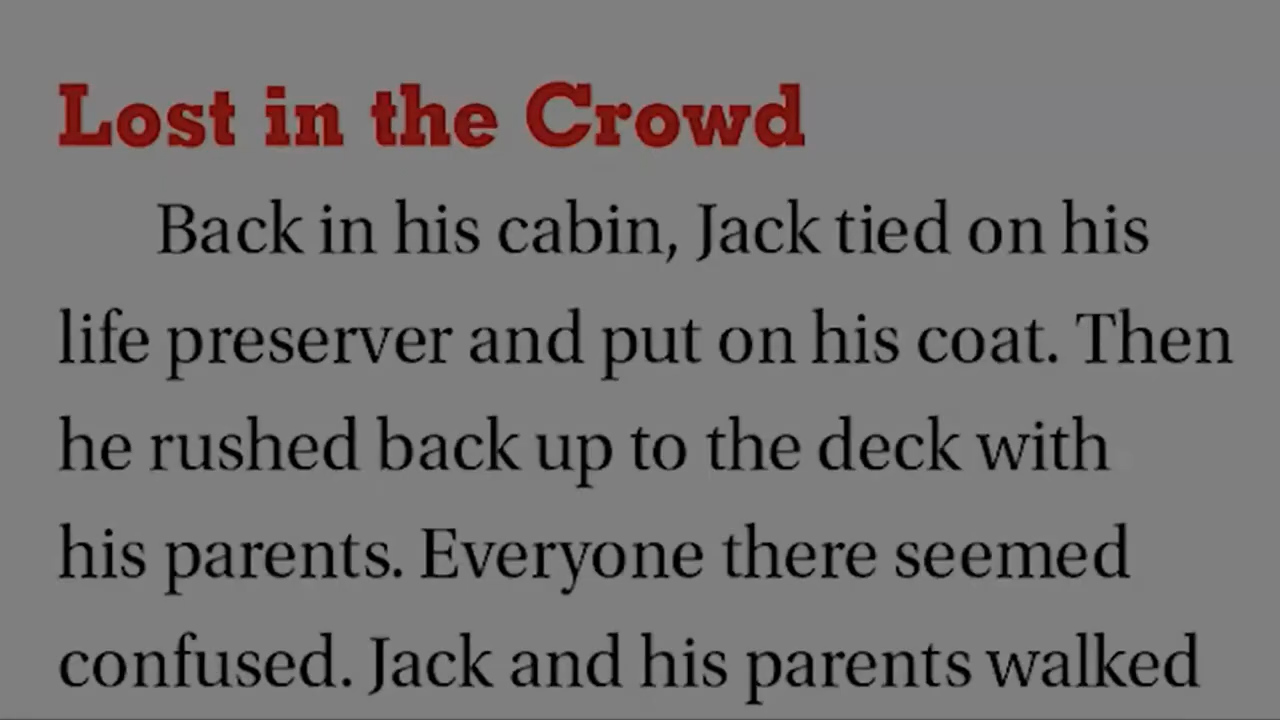 Lost in the Crowd
Back in his cabin, Jack tied on his
life preserver and put on his coat. Then
he rushed back up to the deck with
his parents. Everyone there seemed
confused. Jack and his parents walked